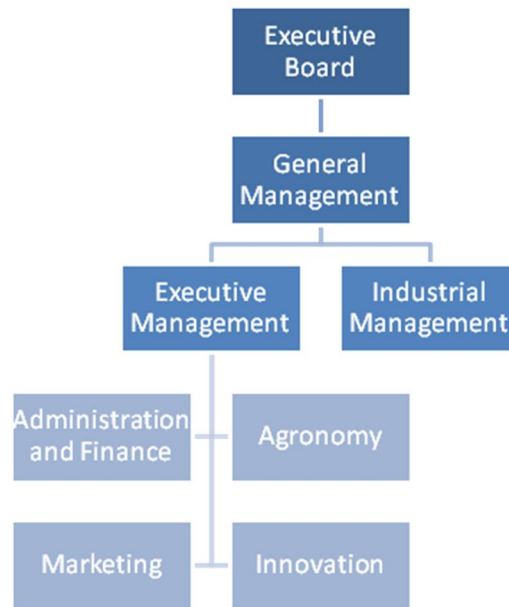 Executive
Board
General
Management
Executive
Management
Industrial
Management
Administration
and Finance
Agronomy
Marketing
Innovation